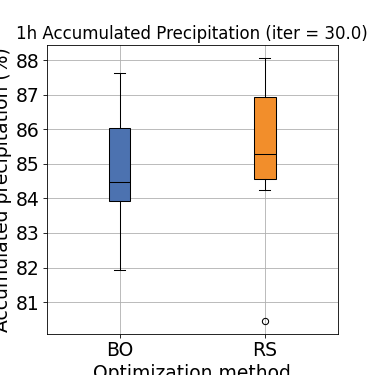 1h Accumulated Precipitation (iter = 30.0)
Accumulated precipitation (%)
88
87
86
85
84
83
82
81
BO RS
Optimization method